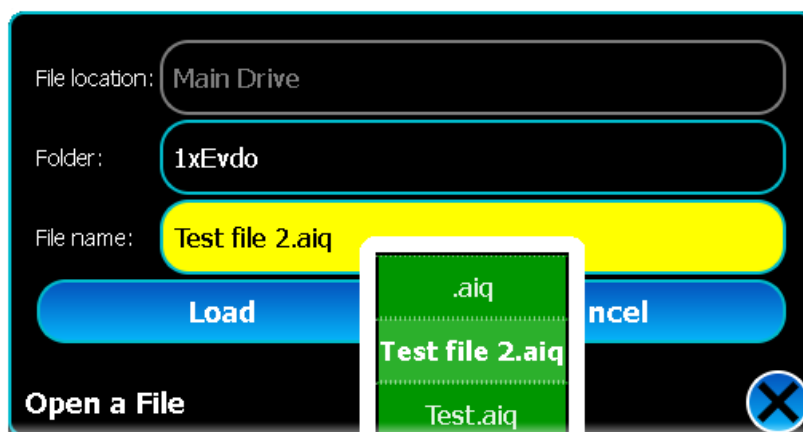 File location: Main Drive
Folder: 1xEvdo
File name: Test file 2.aiq
.aiq
Load ncel
Test file 2.aiq
Open a File
Test.aiq